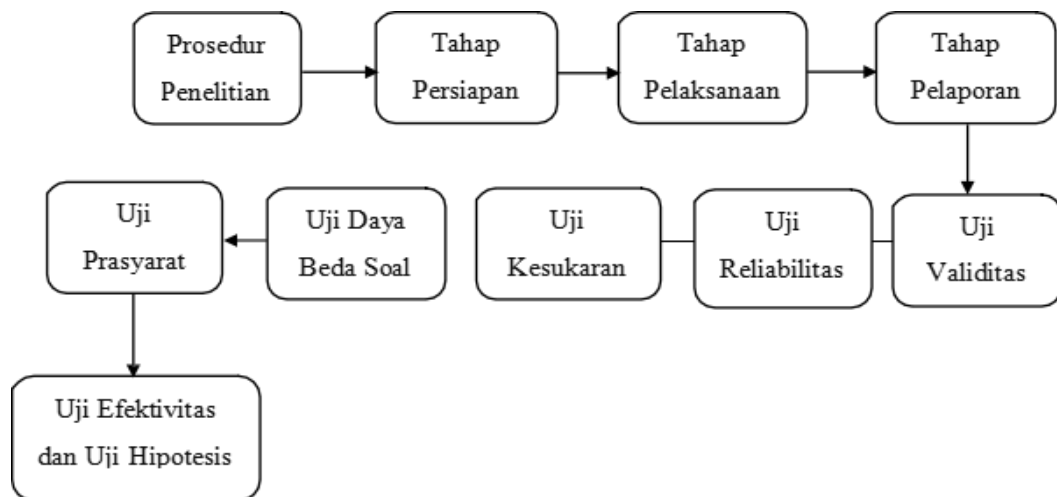 Prosedur
Penelitian
Tahap
Persiapan
Tahap
Pelaksanaan
Tahap
Pelaporan
Uji
Validitas
Uji
Reliabilitas
Uji
Kesukaran
Uji Daya
Beda Soal
Uji
Prasyarat
Uji Efektivitas
dan Uji Hipotesis